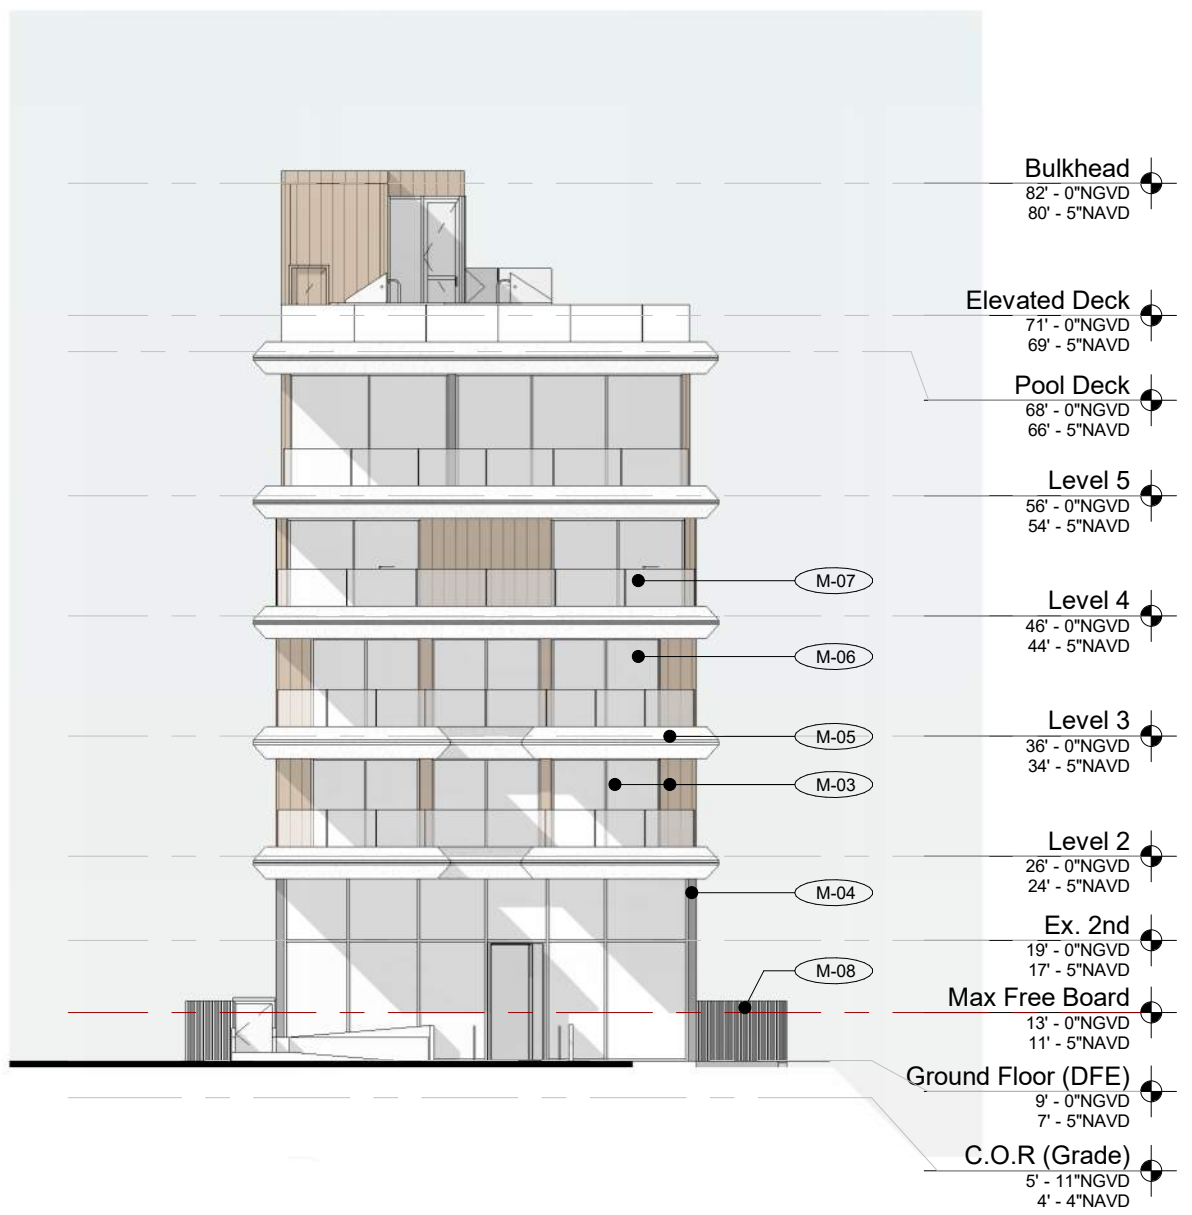 Bulkhead
82' - 0"NGVD
80' - 5"NAVD
Elevated Deck
71' - 0"NGVD
69' - 5"NAVD
Pool Deck
68' - 0"NGVD
66' - 5"NAVD
Level 5
56' - 0"NGVD
54' - 5"NAVD
M-07
Level 4
46' - 0"NGVD
44' - 5"NAVD
M-06
Level 3
36' - 0"NGVD
34' - 5"NAVD
M-05
M-03
Level 2
26' - 0"NGVD
24' - 5"NAVD
M-04
Ex. 2nd
19' - 0"NGVD
17' - 5"NAVD
M-08
Max Free Board
13' - 0"NGVD
11' - 5"NAVD
Ground Floor (DFE)
9' - 0"NGVD
7' - 5"NAVD
C.O.R (Grade)
5' - 11"NGVD
4' - 4"NAVD